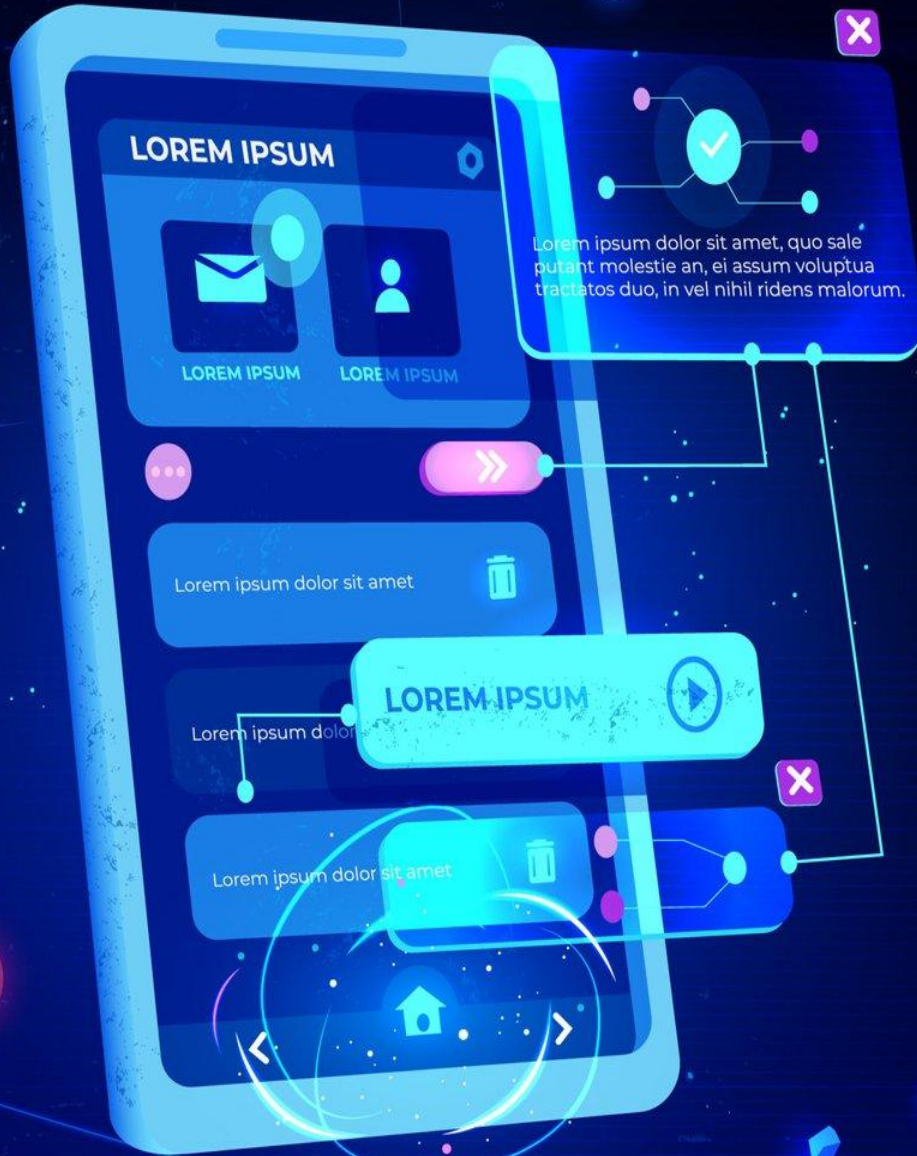 LOREM IPSUM
LOREM IPSUM
LOREM IPSUM
Lorem ipsum dolor sit amet, quo sale
putant molestie an, ei assum voluptua
tractatos duo, in vel nihil ridens malorum.
Lorem ipsum dolor sit amet
LOREM IPSUM
Lorem ipsum dolor
Lorem ipsum dolor sit amet